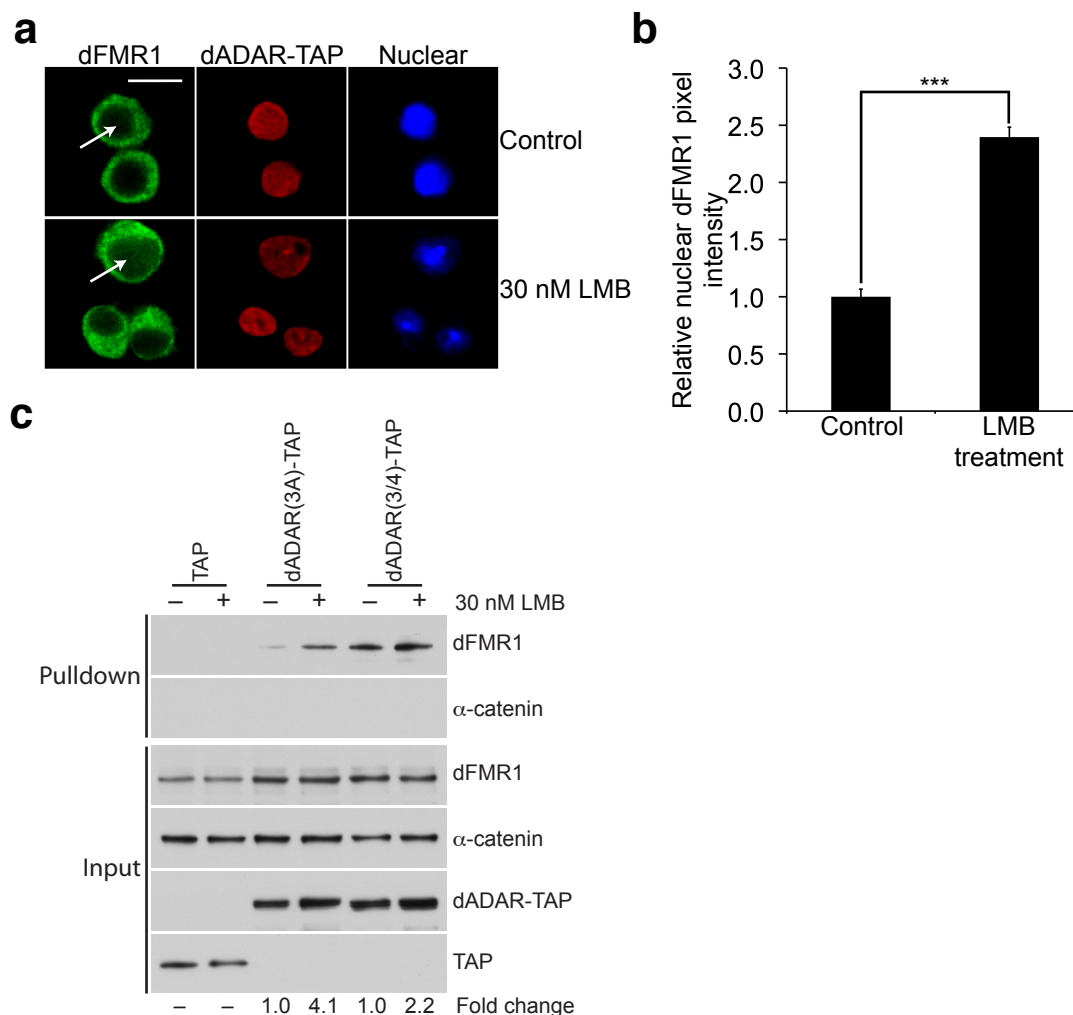 a
dFMR1 dADAR-TAP Nuclear
Control
30 nM LMB
b
Relative nuclear dFMR1 pixel
intensity
3.0
2.5
2.0
1.5
1.0
0.5
0.0
***
Control
LMB
treatment
c
TAP
dADAR(3A)-TAP
dADAR(3/4)-TAP
– + – + – + 30 nM LMB
Pulldown
dFMR1
α-catenin
Input
dFMR1
α-catenin
dADAR-TAP
TAP
– – 1.0 4.1 1.0 2.2 Fold change